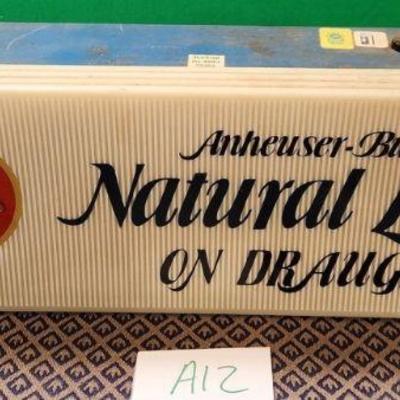 Anheuser-Bu
Natural L
ON DRAUG
A12